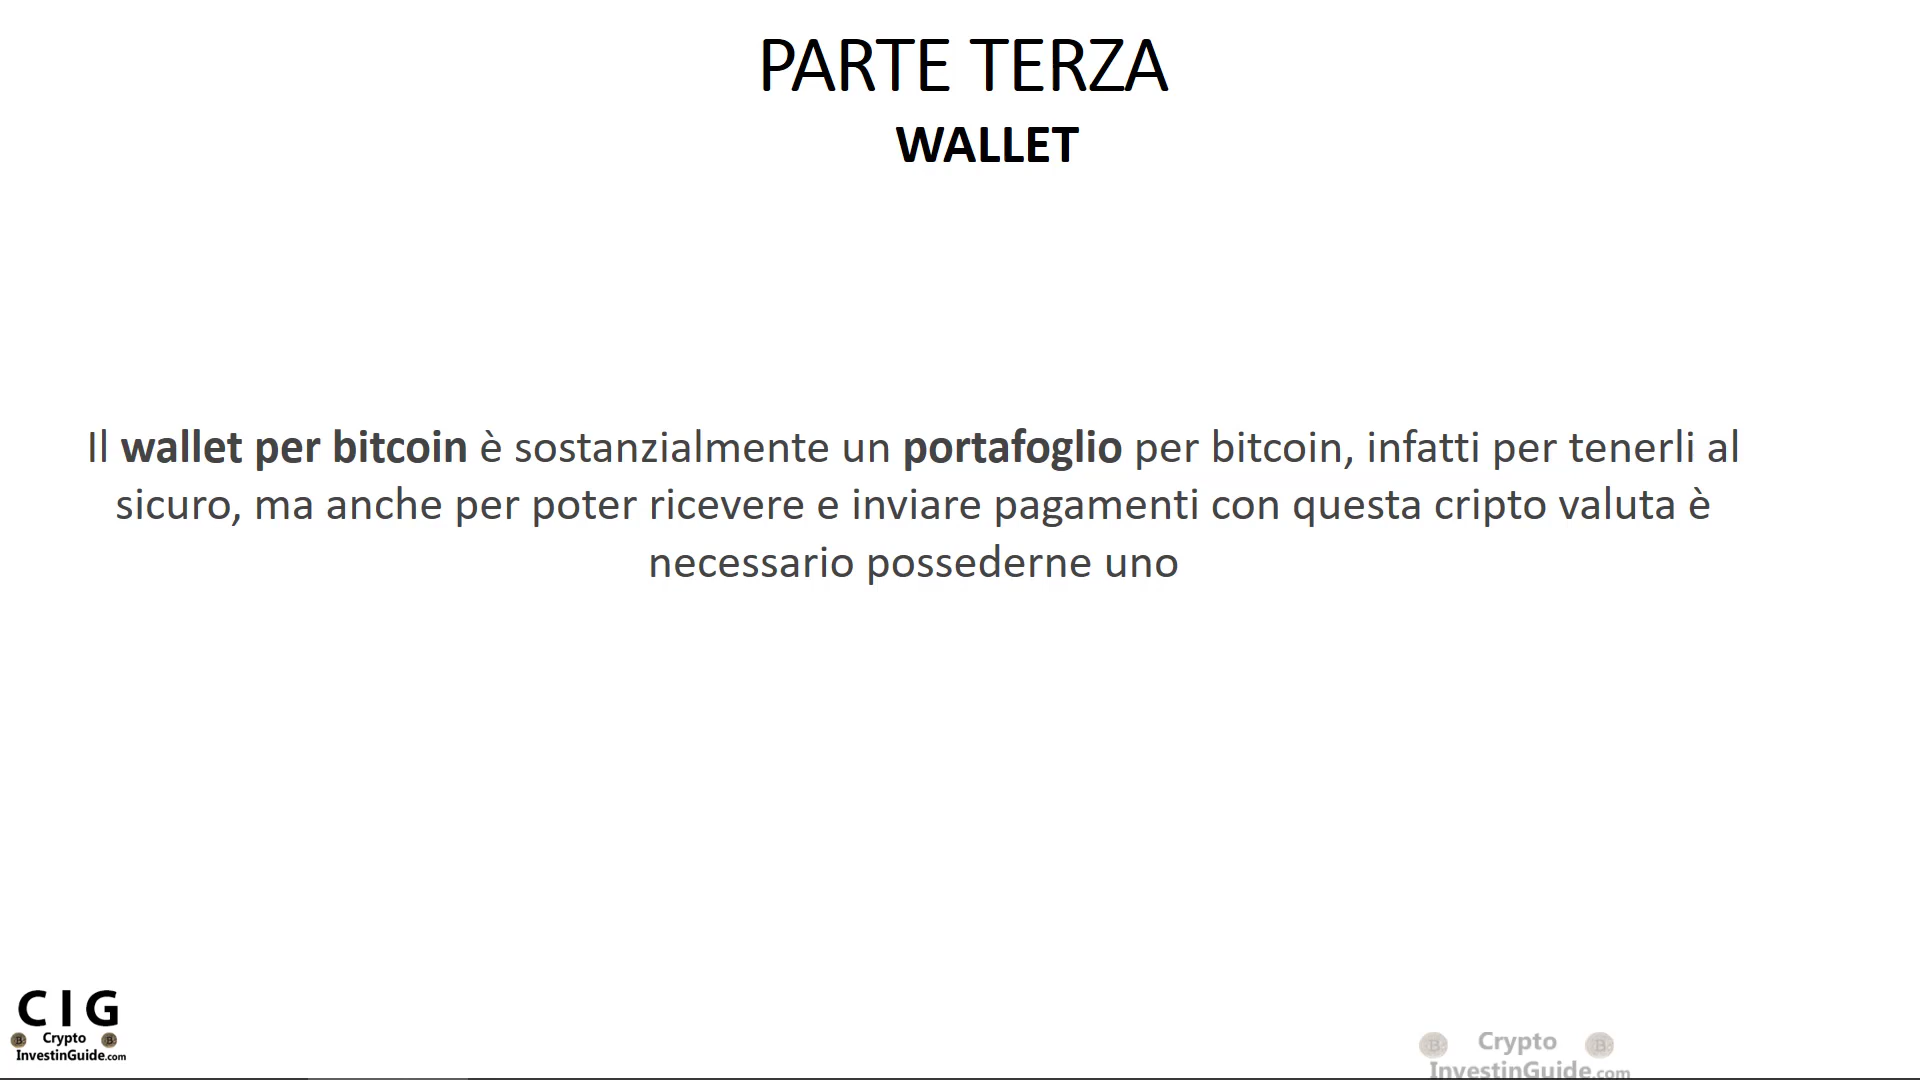 PARTE TERZA
WALLET
Il wallet per bitcoin è sostanzialmente un portafoglio per bitcoin, infatti per tenerli al
sicuro, ma anche per poter ricevere e inviare pagamenti con questa cripto valuta è
necessario possederne uno
C I G
Crypto
InvestinGuide.com
Crypto
InvestinGuide.com